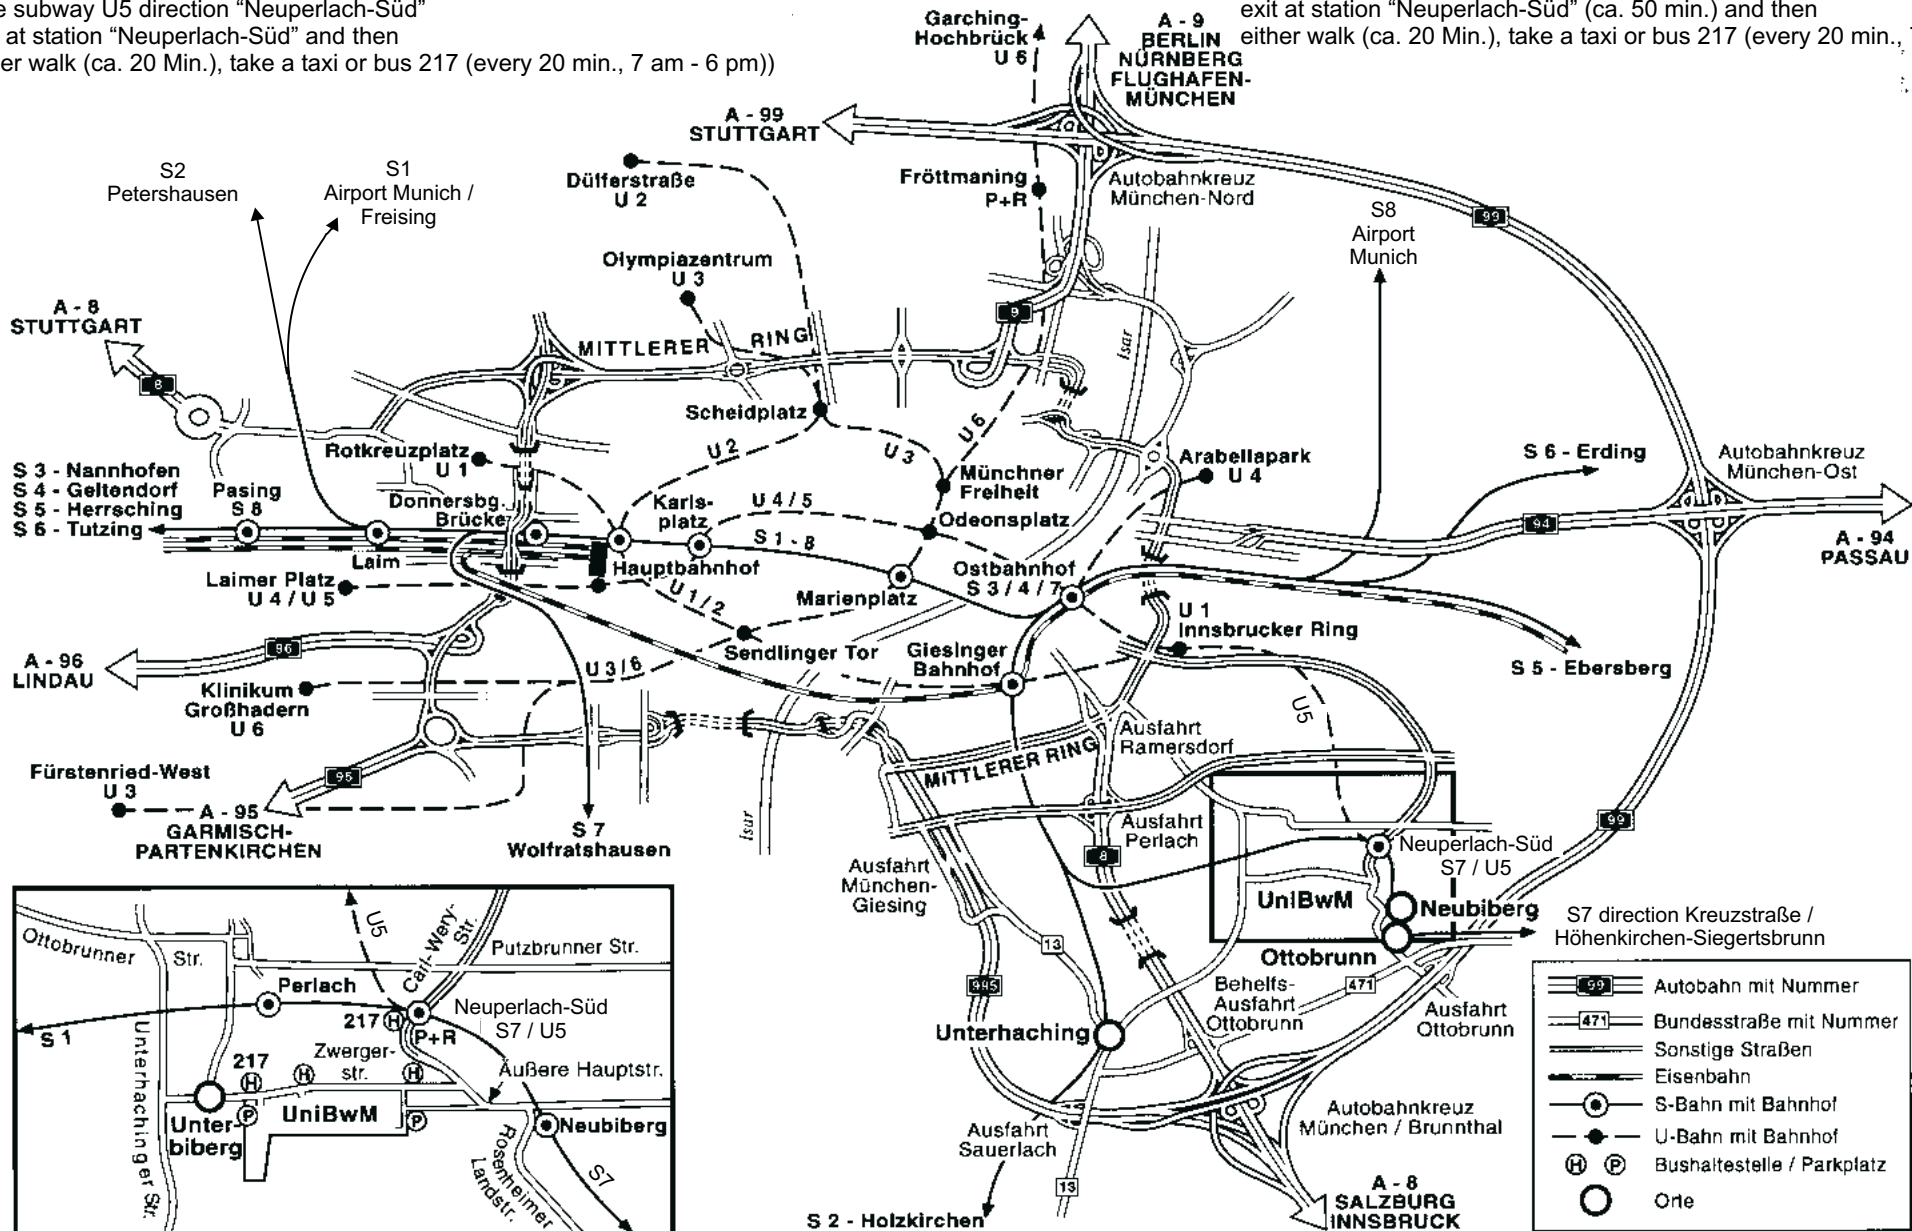 e subway U5 direction “Neuperlach-Süd”
at station “Neuperlach-Süd” and then
er walk (ca. 20 Min.), take a taxi or bus 217 (every 20 min., 7 am - 6 pm))
exit at station “Neuperlach-Süd” (ca. 50 min.) and then
either walk (ca. 20 Min.), take a taxi or bus 217 (every 20 min.,
Garching-
Hochbrück
U 6
A - 9
BERLIN
NÜRNBERG
FLUGHAFEN-
MÜNCHEN
A - 99
STUTTGART
S2
Petershausen
S1
Airport Munich /
Freising
Dülferstraße
U 2
Fröttmaning
P+R
Autobahnkreuz
München-Nord
99
S8
Airport
Munich
Olympiazentrum
U 3
A - 8
STUTTGART
8
MITTLERER RING
9
Isar
Scheidplatz
U 2
U 3
U 6
Rotkreuzplatz
U 1
Münchner
Freiheit
Arabellapark
U 4
S 6 - Erding
Autobahnkreuz
München-Ost
S 3 - Nannhofen
S 4 - Geltendorf
S 5 - Herrsching
S 6 - Tutzing
Pasing
S 8
Donnersbg.
Brücke
Karls-
platz
U 4 / 5
Odeonsplatz
S 1 - 8
94
A - 94
PASSAU
Laim
Hauptbahnhof
Laimer Platz
U 4 / U 5
U 1/2
Marienplatz
Ostbahnhof
S 3 / 4 / 7
U 1
Innsbrucker Ring
96
A - 96
LINDAU
Sendlinger Tor
Giesinger
Bahnhof
S 5 - Ebersberg
U 3/6
Klinikum
Großhadern
U 6
U5
Ausfahrt
Ramersdorf
MITTLERER RING
Fürstenried-West
U 3
95
A - 95
GARMISCH-
PARTENKIRCHEN
S 7
Wolfratshausen
Isar
Ausfahrt
Perlach
99
8
Neuperlach-Süd
S7 / U5
Ausfahrt
München-
Giesing
UniBwM
Neubiberg
S7 direction Kreuzstraße /
Höhenkirchen-Siegertsbrunn
Ottobrunn
13
995
471
Behelfs-
Ausfahrt
Ottobrunn
Ausfahrt
Ottobrunn
Unterhaching
Autobahnkreuz
München / Brunnthal
Ausfahrt
Sauerlach
13
A - 8
SALZBURG
INNSBRUCK
S 2 - Holzkirchen
Ottobrunner Str.
U5
Carl-Wery-
Str.
Putzbrunner Str.
Perlach
217 H
P+R
Neuperlach-Süd
S7 / U5
S 1
Unterhachinger Str.
217
H
H
Zwerger-
str.
H
Äußere Hauptstr.
P
UniBwM
P
Unter-
biberg
Neubiberg
Rosenheimer
Landstr.
S7
99 Autobahn mit Nummer
471 Bundesstraße mit Nummer
Sonstige Straßen
Eisenbahn
S-Bahn mit Bahnhof
U-Bahn mit Bahnhof
H P Bushaltestelle / Parkplatz
Orte